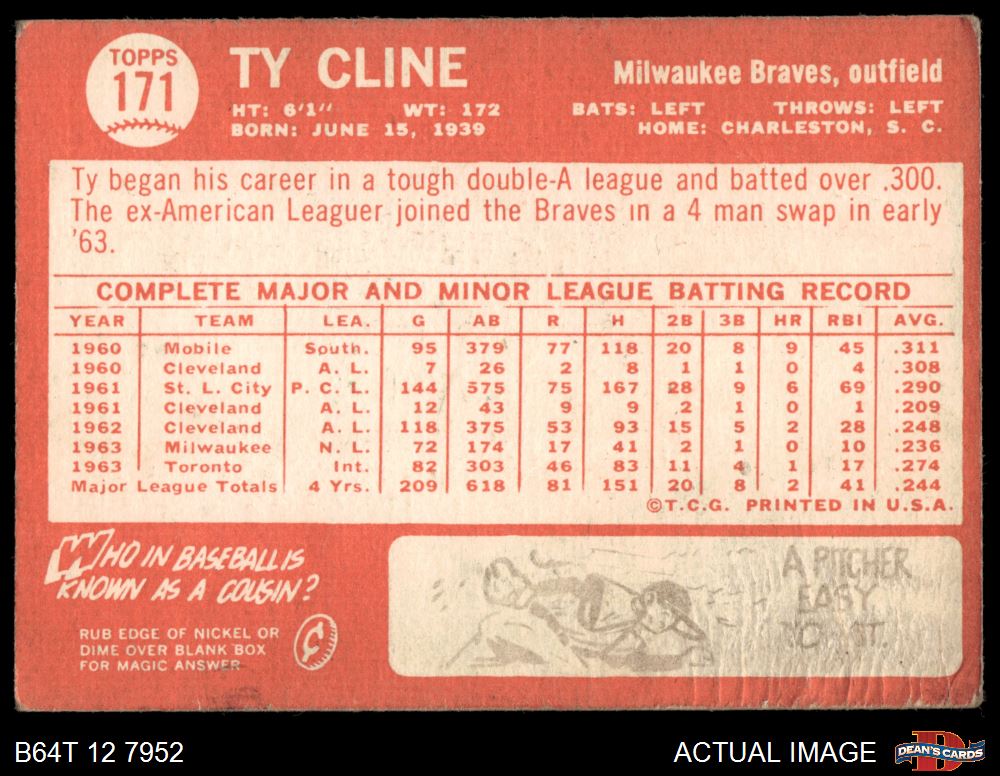 TOPPS
171
TY CLINE
Milwaukee Braves, outfield
HT: 6'1" WT: 172 BATS: LEFT THROWS: LEFT
BORN: JUNE 15, 1939 HOME: CHARLESTON, S. C.
Ty began his career in a tough double-A league and batted over .300.
The ex-American Leaguer joined the Braves in a 4 man swap in early
'63.
COMPLETE MAJOR AND MINOR LEAGUE BATTING RECORD
YEAR TEAM LEA. G AB R H 2B 3B HR RBI AVG.
1960 Mobile South. 95 379 77 118 20 8 9 45 .311
1960 Cleveland A. L. 7 26 2 8 1 1 0 4 .308
1961 St. L. City P. C. L. 144 575 75 167 28 9 6 69 .290
1961 Cleveland A. L. 12 43 9 9 2 1 0 1 .209
1962 Cleveland A. L. 118 375 53 93 15 5 2 28 .248
1963 Milwaukee N. L. 72 174 17 41 2 1 0 10 .236
1963 Toronto Int. 82 303 46 83 11 4 1 17 .274
Major League Totals 4 Yrs. 209 618 81 151 20 8 2 41 .244
©T.C.G. PRINTED IN U.S.A.
WHO IN BASEBALL IS
KNOWN AS A COUSIN?
RUB EDGE OF NICKEL OR
DIME OVER BLANK BOX
FOR MAGIC ANSWER
A PITCHER
EASY
B64T 12 7952
ACTUAL IMAGE
DEAN'S CARDS